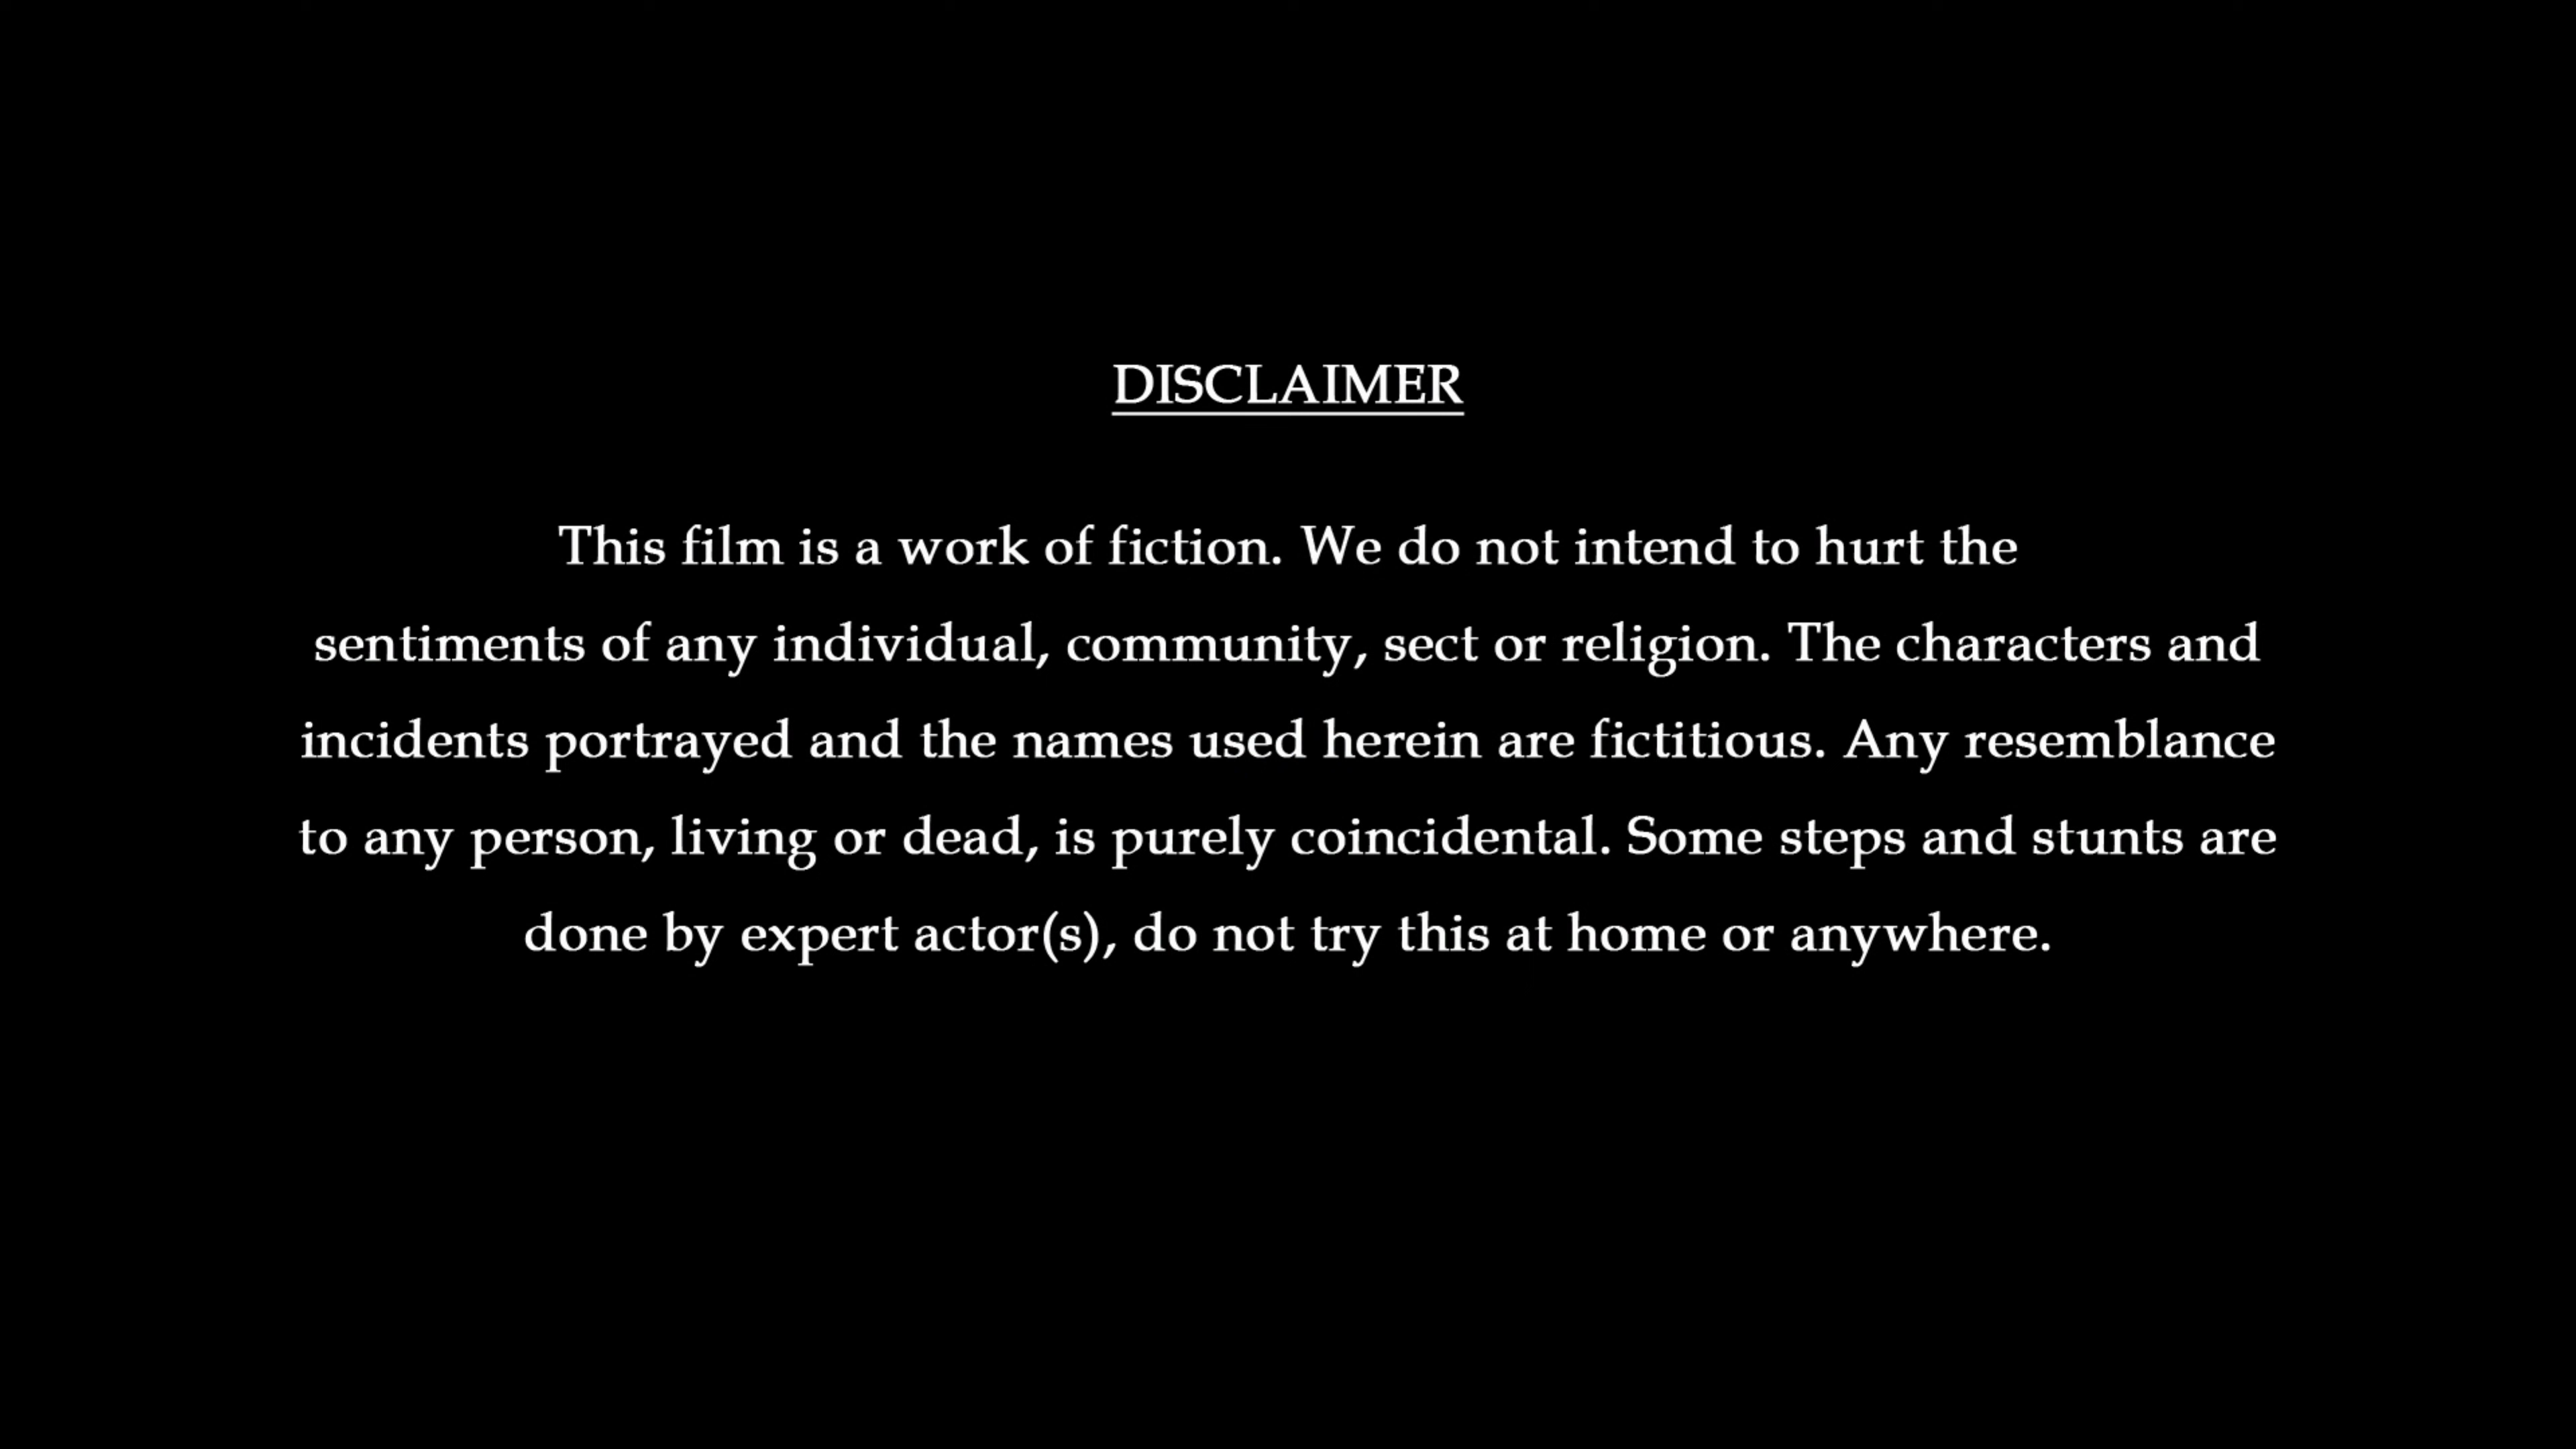 DISCLAIMER
This film is a work of fiction. We do not intend to hurt the
sentiments of any individual, community, sect or religion. The characters and
incidents portrayed and the names used herein are fictitious. Any resemblance
to any person, living or dead, is purely coincidental. Some steps and stunts are
done by expert actor(s), do not try this at home or anywhere.